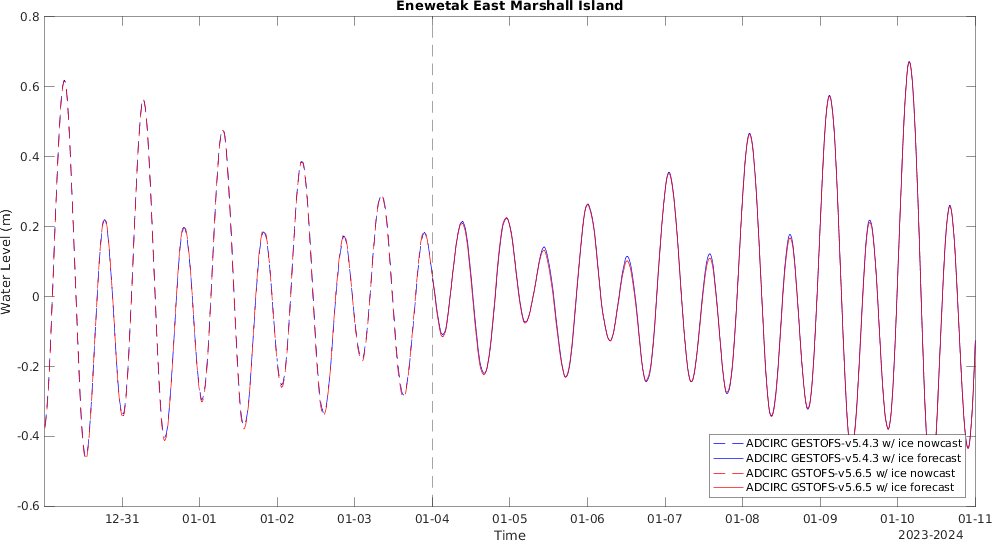 Enewetak East Marshall Island
0.8
0.6
0.4
0.2
0
-0.2
-0.4
-0.6
Water Level (m)
ADCIRC GESTOFS-v5.4.3 w/ ice nowcast
ADCIRC GESTOFS-v5.4.3 w/ ice forecast
ADCIRC GSTOFS-v5.6.5 w/ ice nowcast
ADCIRC GSTOFS-v5.6.5 w/ ice forecast
12-31 01-01 01-02 01-03 01-04 01-05 01-06 01-07 01-08 01-09 01-10 01-11
Time
2023-2024